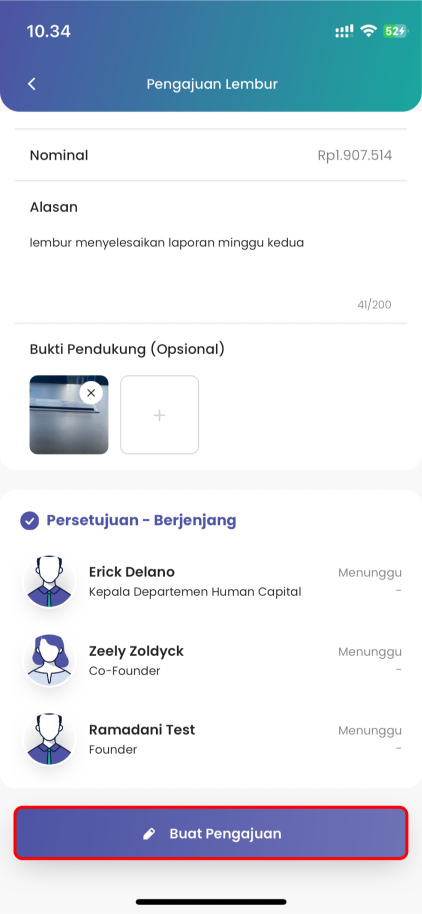 10.34
52
Pengajuan Lembur
Nominal Rp1.907.514
Alasan
lembur menyelesaikan laporan minggu kedua
41/200
Bukti Pendukung (Opsional)
Persetujuan - Berjenjang
Erick Delano Menunggu
Kepala Departemen Human Capital -
Zeely Zoldyck Menunggu
Co-Founder -
Ramadani Test Menunggu
Founder -
Buat Pengajuan